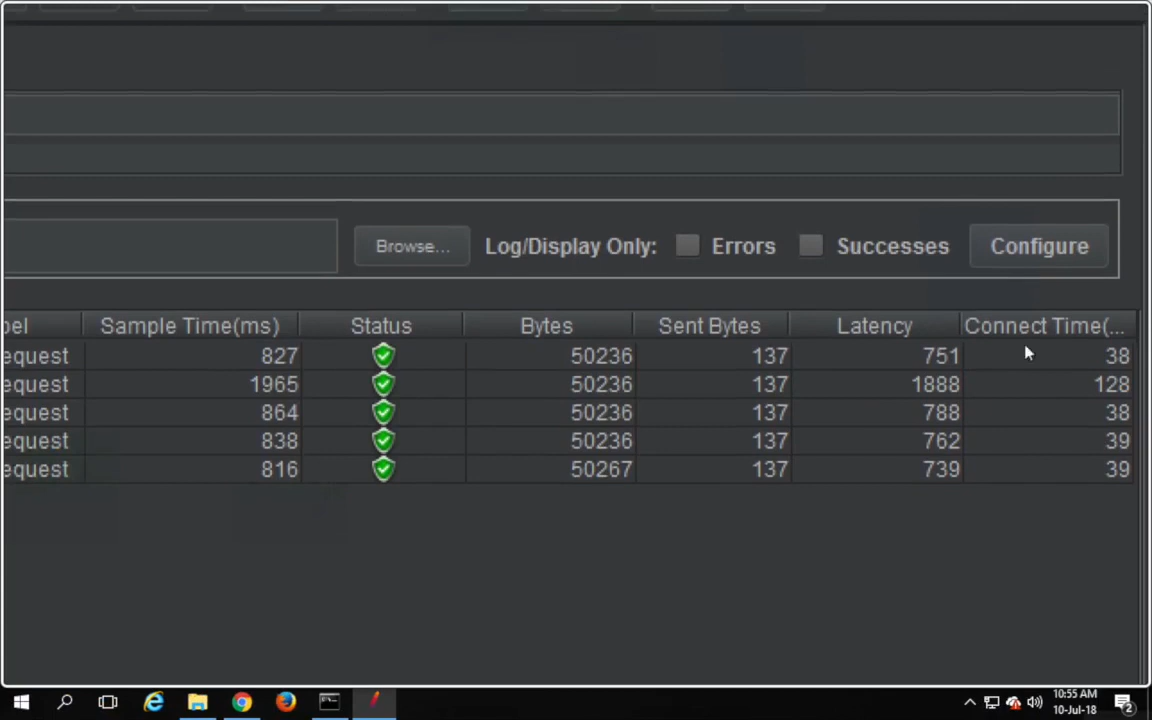 Browse... Log/Display Only: Errors Successes Configure
bel Sample Time(ms) Status Bytes Sent Bytes Latency Connect Time(...
equest 827 50236 137 751 38
equest 1965 50236 137 1888 128
equest 864 50236 137 788 38
equest 838 50236 137 762 39
equest 816 50267 137 739 39
10:55 AM
10-Jul-18
2